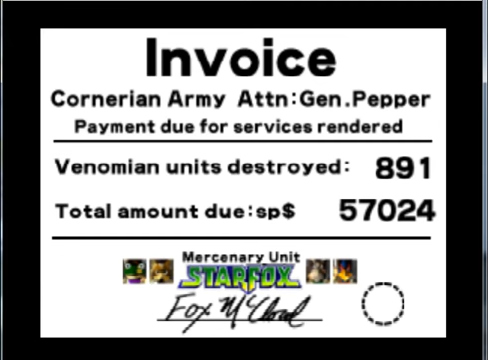 Invoice
Cornerian Army Attn:Gen.Pepper
Payment due for services rendered
Venomian units destroyed: 891
Total amount due:sp$ 57024
Mercenary Unit
STARFOX
Fox McCloud